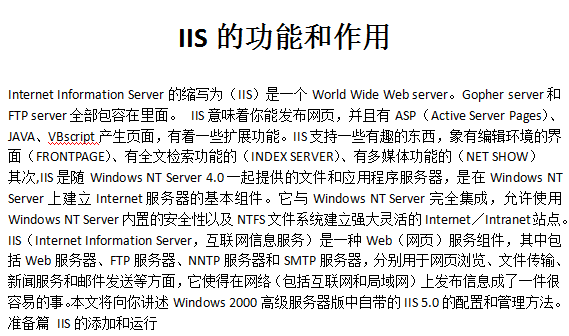 IIS 的功能和作用
Internet Information Server 的缩写为（IIS）是一个 World Wide Web server。Gopher server 和
FTP server 全部包容在里面。 IIS 意味着你能发布网页，并且有 ASP（Active Server Pages）、
JAVA、VBscript 产生页面，有着一些扩展功能。IIS 支持一些有趣的东西，象有编辑环境的界
面（FRONTPAGE）、有全文检索功能的（INDEX SERVER）、有多媒体功能的（NET SHOW）
其次,IIS 是随 Windows NT Server 4.0 一起提供的文件和应用程序服务器，是在 Windows NT
Server 上建立 Internet 服务器的基本组件。它与 Windows NT Server 完全集成，允许使用
Windows NT Server 内置的安全性以及 NTFS 文件系统建立强大灵活的 Internet／Intranet 站点。
IIS（Internet Information Server，互联网信息服务）是一种 Web（网页）服务组件，其中包
括 Web 服务器、FTP 服务器、NNTP 服务器和 SMTP 服务器，分别用于网页浏览、文件传输、
新闻服务和邮件发送等方面，它使得在网络（包括互联网和局域网）上发布信息成了一件很
容易的事。本文将向你讲述 Windows 2000 高级服务器版中自带的 IIS 5.0 的配置和管理方法。
准备篇 IIS 的添加和运行